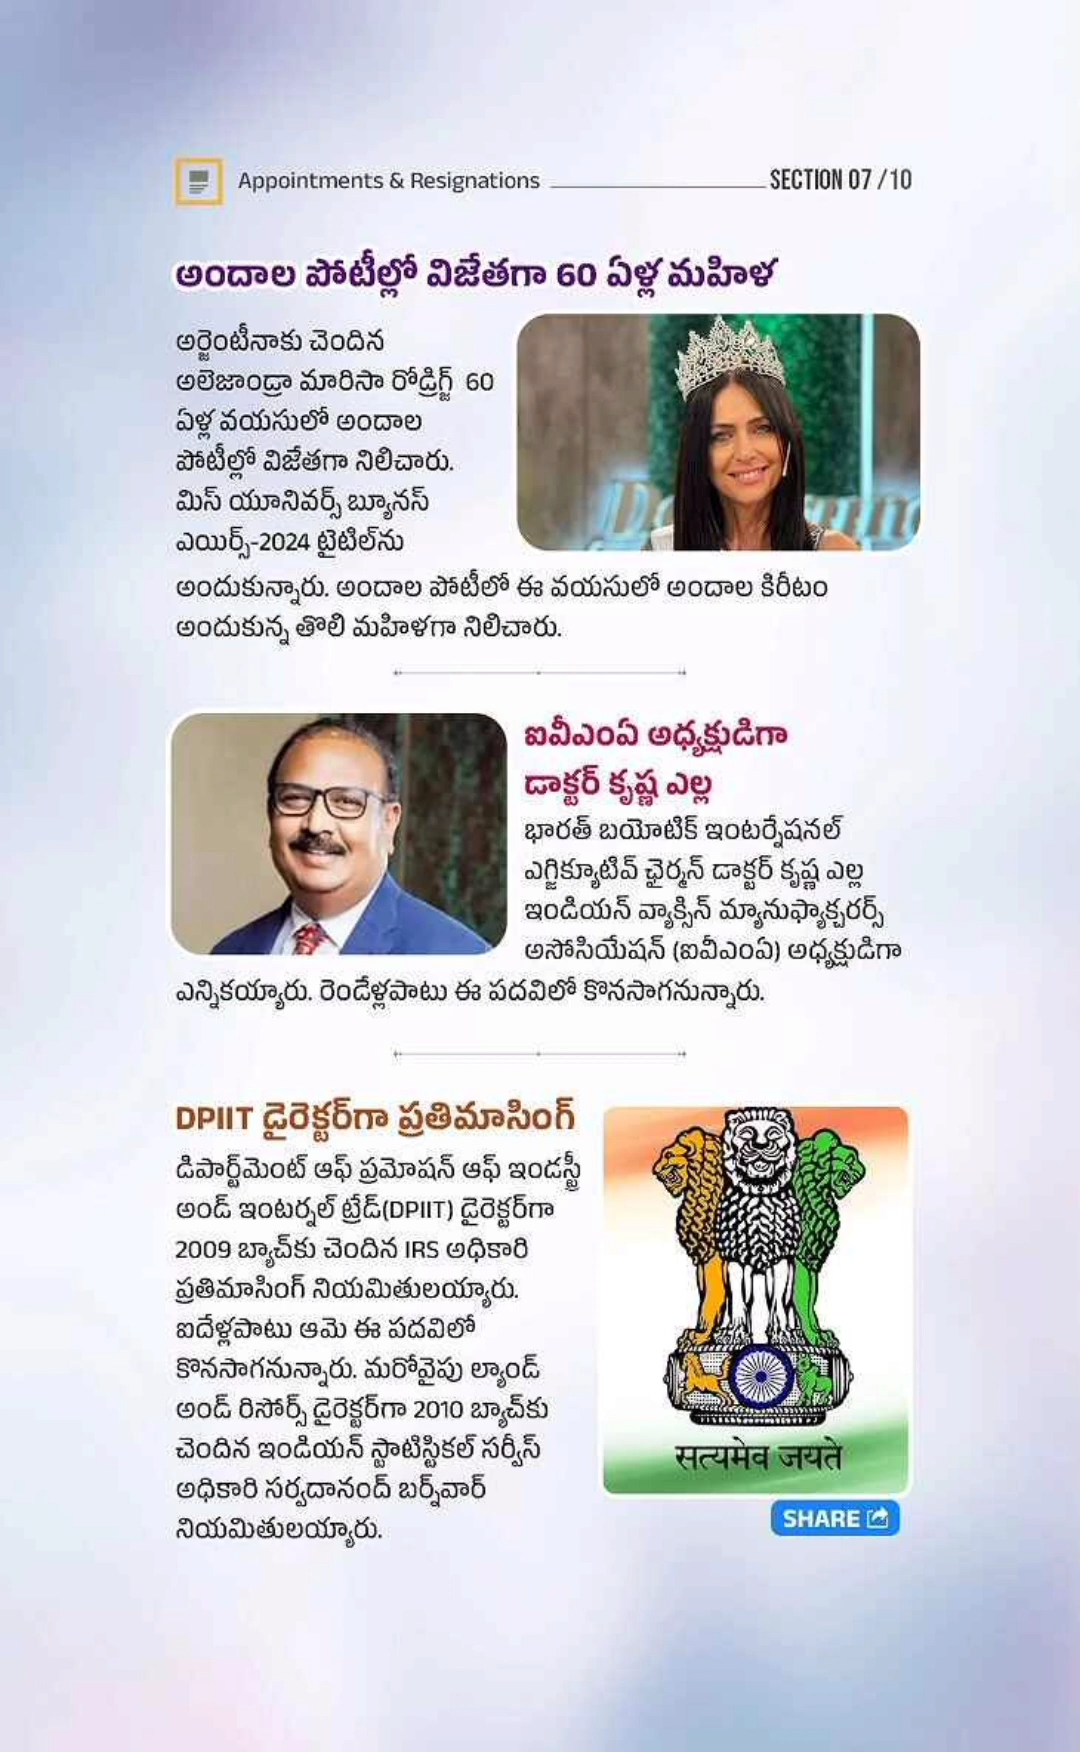 Appointments & Resignations
SECTION 07 /10
అందాల పోటీల్లో విజేతగా 60 ఏళ్ల మహిళ
అర్జెంటీనాకు చెందిన
అలెజాండ్రా మారిసా రోడ్రిగ్జ్ 60
ఏళ్ల వయసులో అందాల
పోటీల్లో విజేతగా నిలిచారు.
మిస్ యూనివర్స్ బ్యూనస్
ఎయిర్స్-2024 టైటిల్‌ను
అందుకున్నారు. అందాల పోటీలో ఈ వయసులో అందాల కిరీటం
అందుకున్న తొలి మహిళగా నిలిచారు.
ఐవీఎంఏ అధ్యక్షుడిగా
డాక్టర్ కృష్ణ ఎల్ల
భారత్ బయోటిక్ ఇంటర్నేషనల్
ఎగ్జిక్యూటివ్ ఛైర్మన్ డాక్టర్ కృష్ణ ఎల్ల
ఇండియన్ వ్యాక్సిన్ మ్యానుఫ్యాక్చరర్స్
అసోసియేషన్ (ఐవీఎంఏ) అధ్యక్షుడిగా
ఎన్నికయ్యారు. రెండేళ్లపాటు ఈ పదవిలో కొనసాగనున్నారు.
DPIIT డైరెక్టర్‌గా ప్రతిమాసింగ్
డిపార్ట్‌మెంట్ ఆఫ్ ప్రమోషన్ ఆఫ్ ఇండస్ట్రీ
అండ్ ఇంటర్నల్ ట్రేడ్(DPIIT) డైరెక్టర్‌గా
2009 బ్యాచ్‌కు చెందిన IRS అధికారి
ప్రతిమాసింగ్ నియమితులయ్యారు.
ఐదేళ్లపాటు ఆమె ఈ పదవిలో
కొనసాగనున్నారు. మరోవైపు ల్యాండ్
అండ్ రిసోర్స్ డైరెక్టర్‌గా 2010 బ్యాచ్‌కు
చెందిన ఇండియన్ స్టాటిస్టికల్ సర్వీస్
అధికారి సర్వదానంద్ బర్న్‌వార్
నియమితులయ్యారు.
सत्यमेव जयते
SHARE